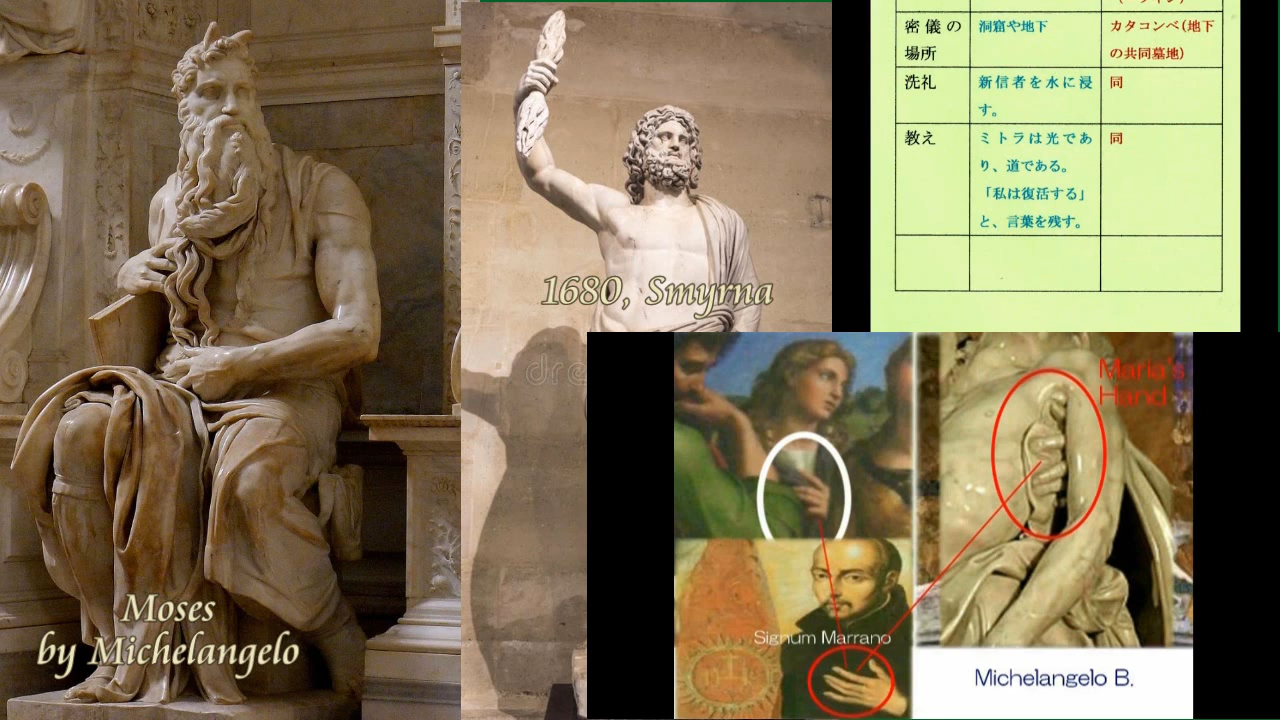 Moses
by Michelangelo
1680, Smyrna
密儀の
場所
洞窟や地下
カタコンベ(地下
の共同墓地)
洗礼
新信者を水に浸
す。
同
教え
ミトラは光であ
り、道である。
「私は復活する」
と、言葉を残す。
同
Maria's
Hand
Signum Marrano
Michelangelo B.